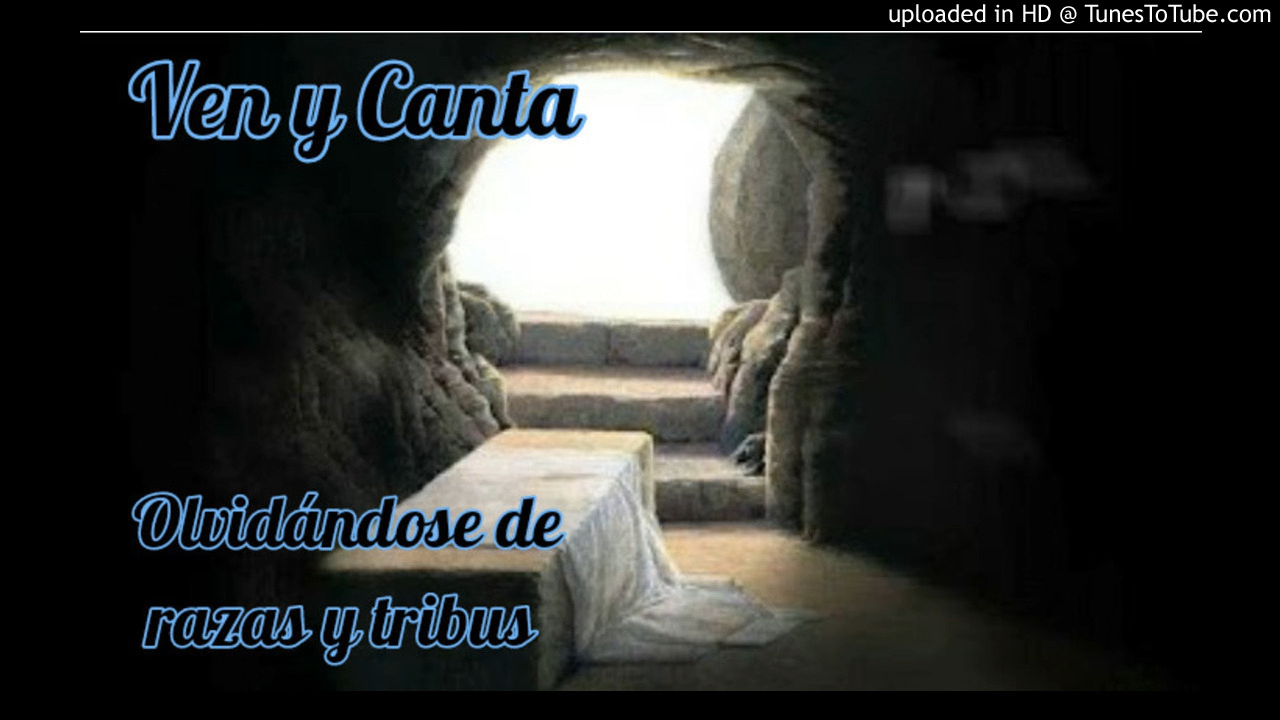 uploaded in HD @ TunesToTube.com
Ven y Canta
Olvidándose de
razas y tribus